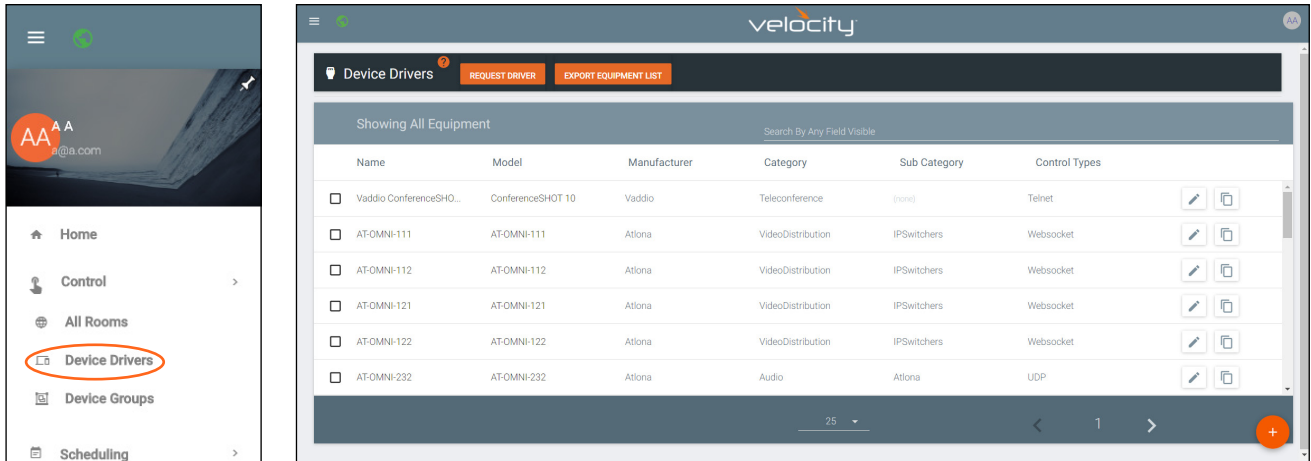 AA
A A
a@a.com
Home
Control
All Rooms
Device Drivers
Device Groups
Scheduling
velocity
AA
Device Drivers ? REQUEST DRIVER EXPORT EQUIPMENT LIST
Showing All Equipment Search By Any Field Visible
Name Model Manufacturer Category Sub Category Control Types
Vaddio ConferenceSHO... ConferenceSHOT 10 Vaddio Teleconference (none) Telnet
AT-OMNI-111 AT-OMNI-111 Atlona VideoDistribution IPSwitchers Websocket
AT-OMNI-112 AT-OMNI-112 Atlona VideoDistribution IPSwitchers Websocket
AT-OMNI-121 AT-OMNI-121 Atlona VideoDistribution IPSwitchers Websocket
AT-OMNI-122 AT-OMNI-122 Atlona VideoDistribution IPSwitchers Websocket
AT-OMNI-232 AT-OMNI-232 Atlona Audio Atlona UDP
25 1